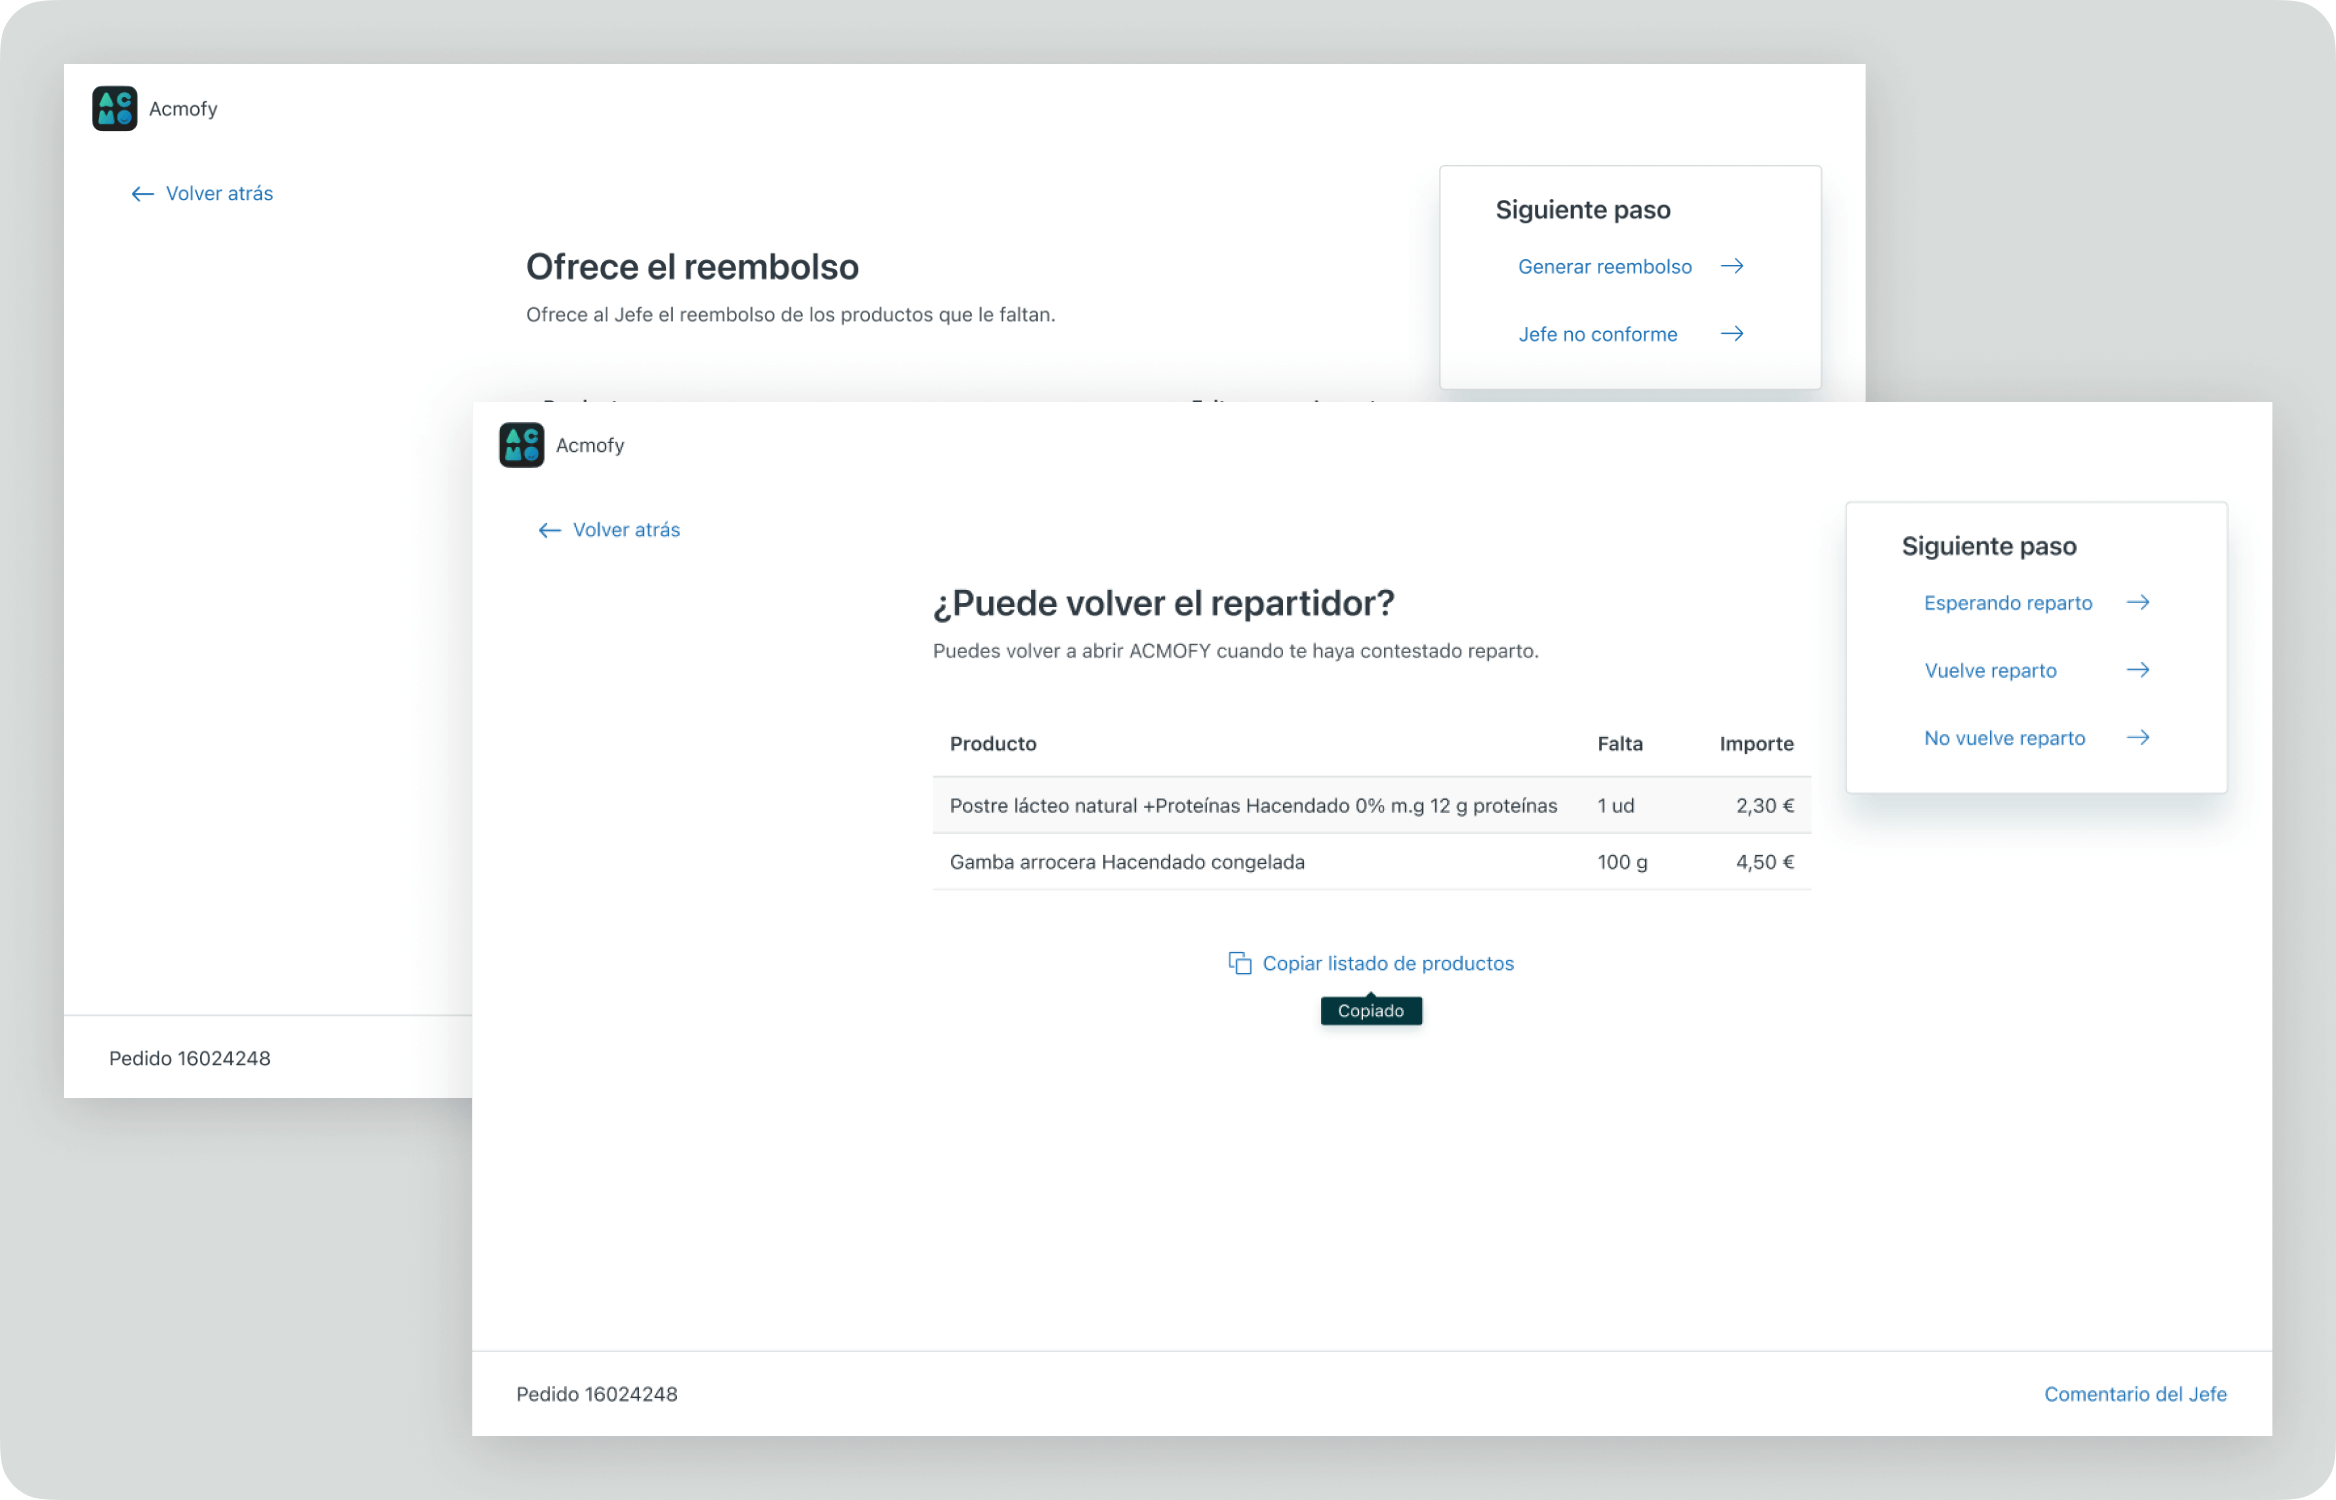 ACMO
Acmofy
Volver atrás
Siguiente paso
Generar reembolso
Jefe no conforme
Ofrece el reembolso
Ofrece al Jefe el reembolso de los productos que le faltan.
Pedido 16024248
ACMO
Acmofy
Volver atrás
Siguiente paso
Esperando reparto
Vuelve reparto
No vuelve reparto
¿Puede volver el repartidor?
Puedes volver a abrir ACMOFY cuando te haya contestado reparto.
Producto Falta Importe
Postre lácteo natural +Proteínas Hacendado 0% m.g 12 g proteínas 1 ud 2,30 €
Gamba arrocera Hacendado congelada 100 g 4,50 €
Copiar listado de productos
Copiado
Pedido 16024248
Comentario del Jefe